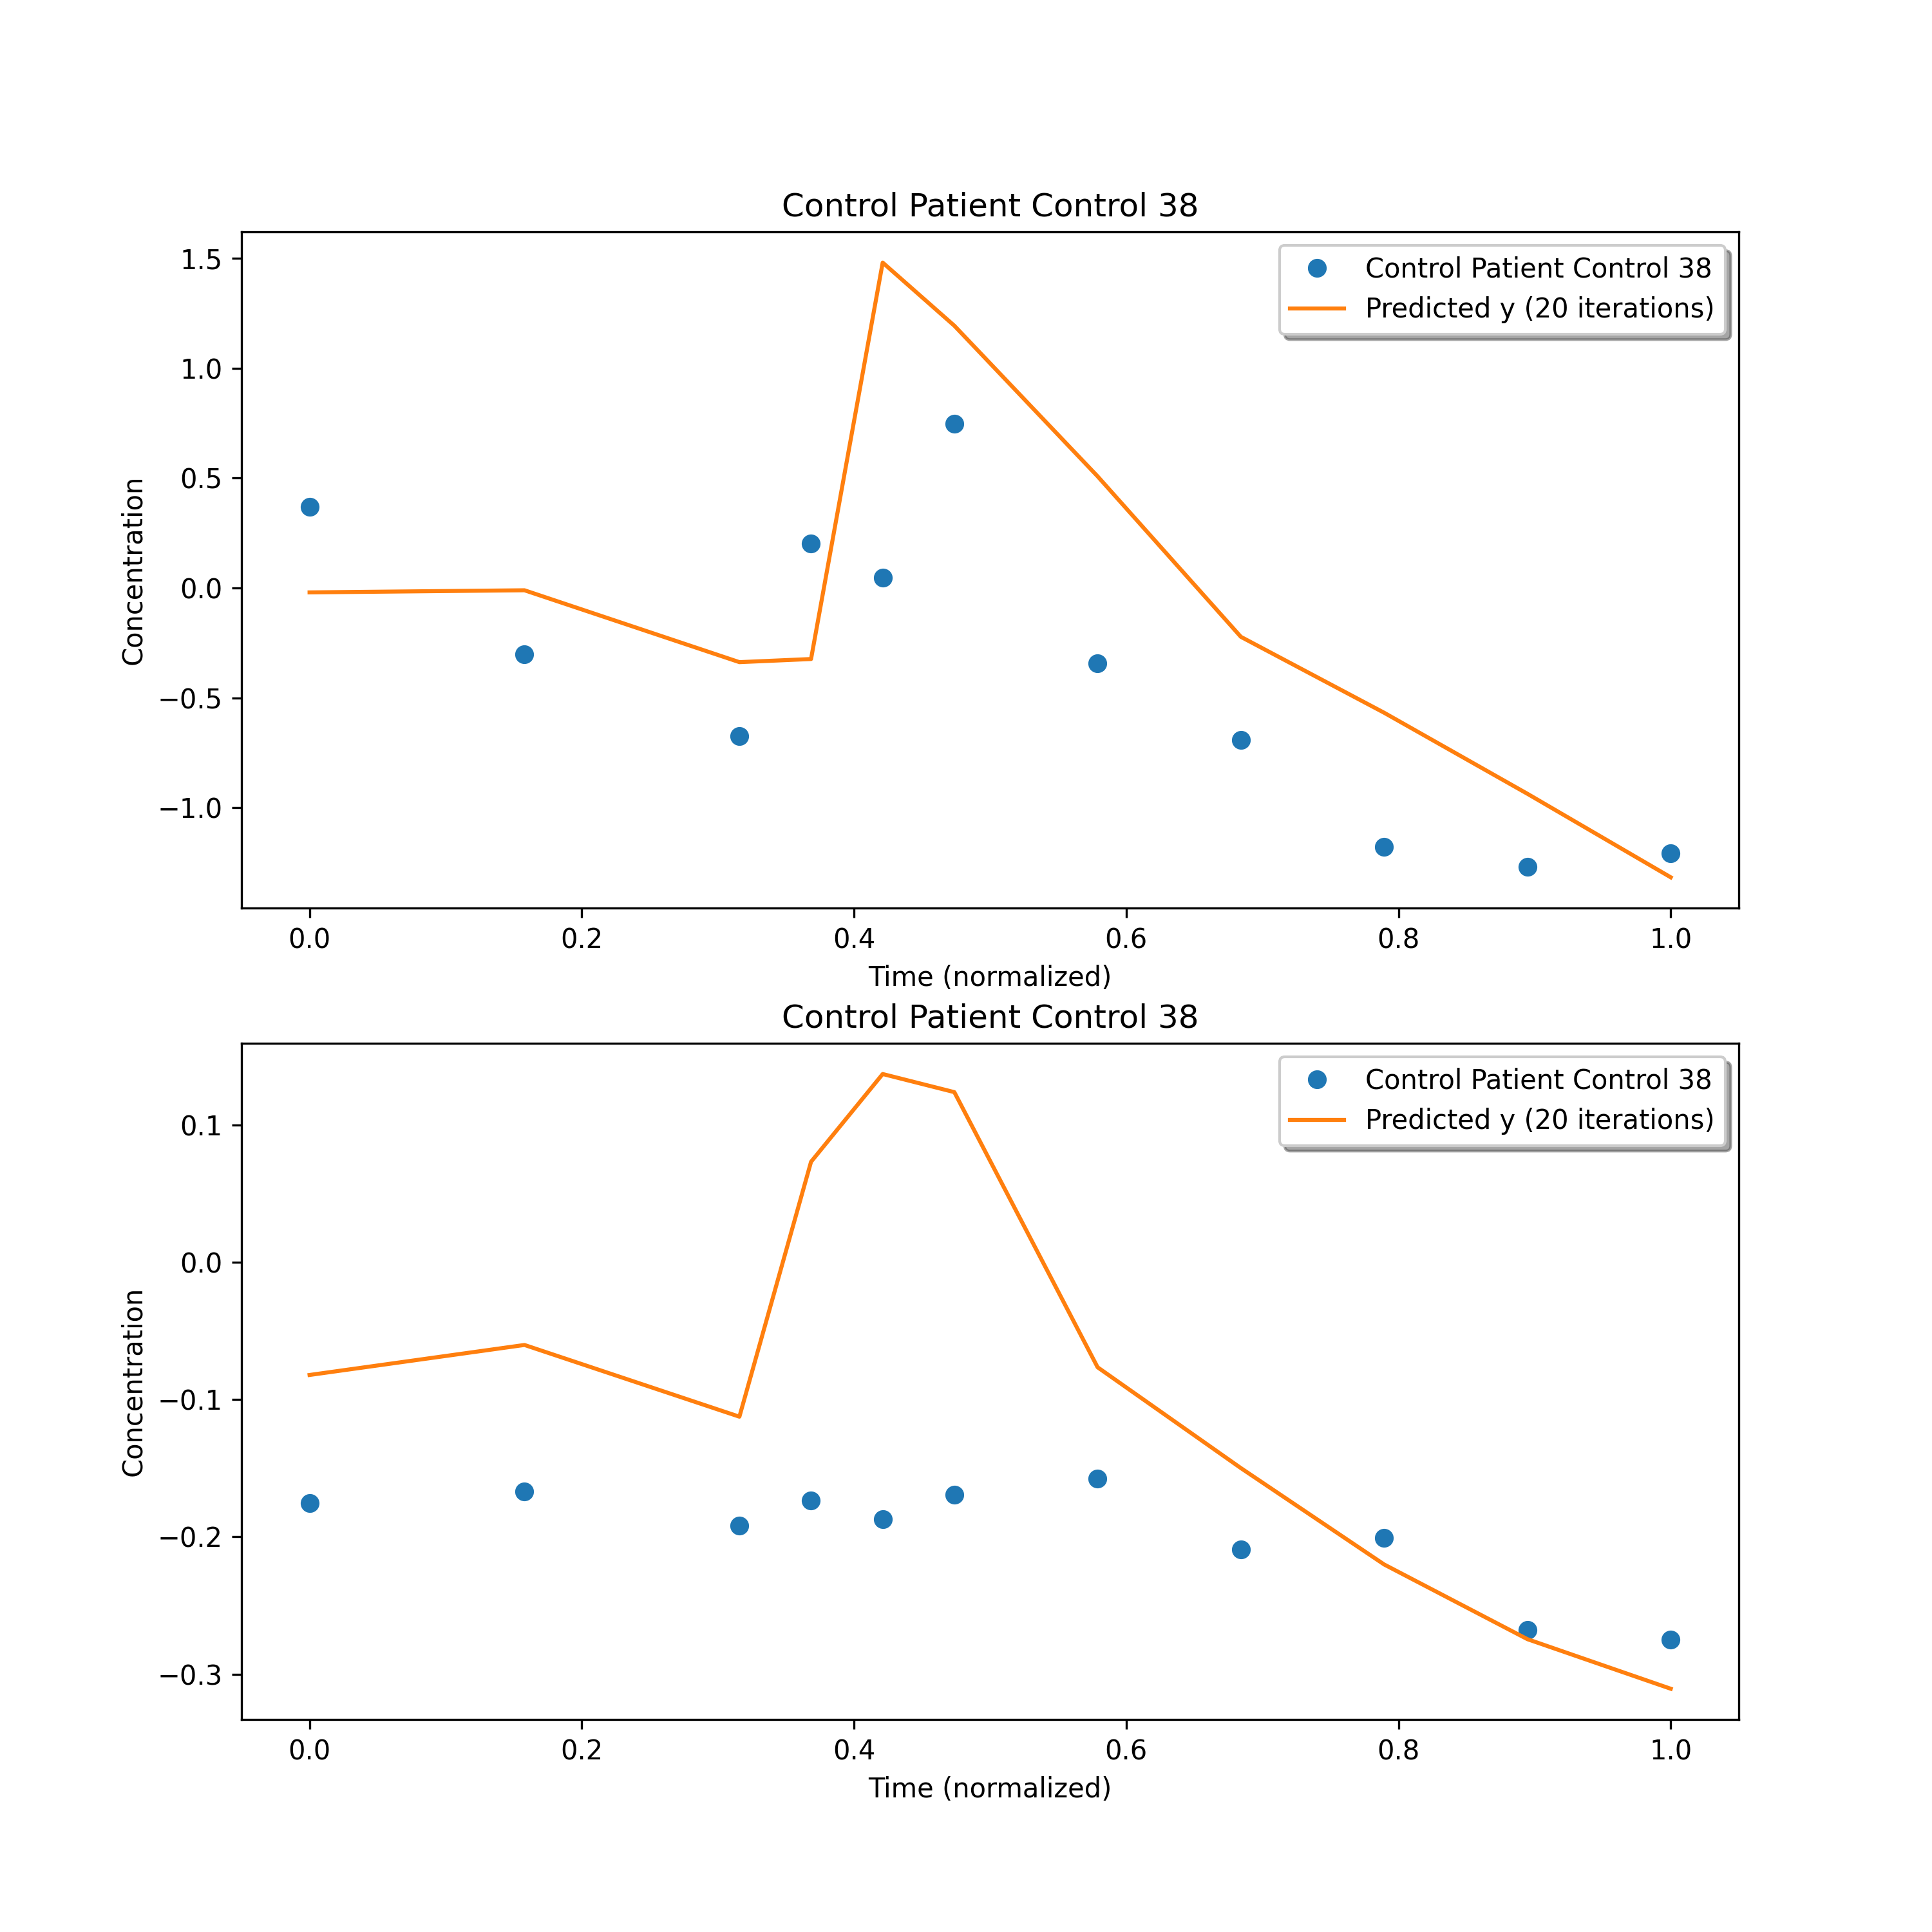 Control Patient Control 38
Control Patient Control 38
Predicted y (20 iterations)
1.5
1.0
0.5
0.0
−0.5
−1.0
Concentration
0.0 0.2 0.4 0.6 0.8 1.0
Time (normalized)
Control Patient Control 38
Control Patient Control 38
Predicted y (20 iterations)
0.1
0.0
−0.1
−0.2
−0.3
Concentration
0.0 0.2 0.4 0.6 0.8 1.0
Time (normalized)